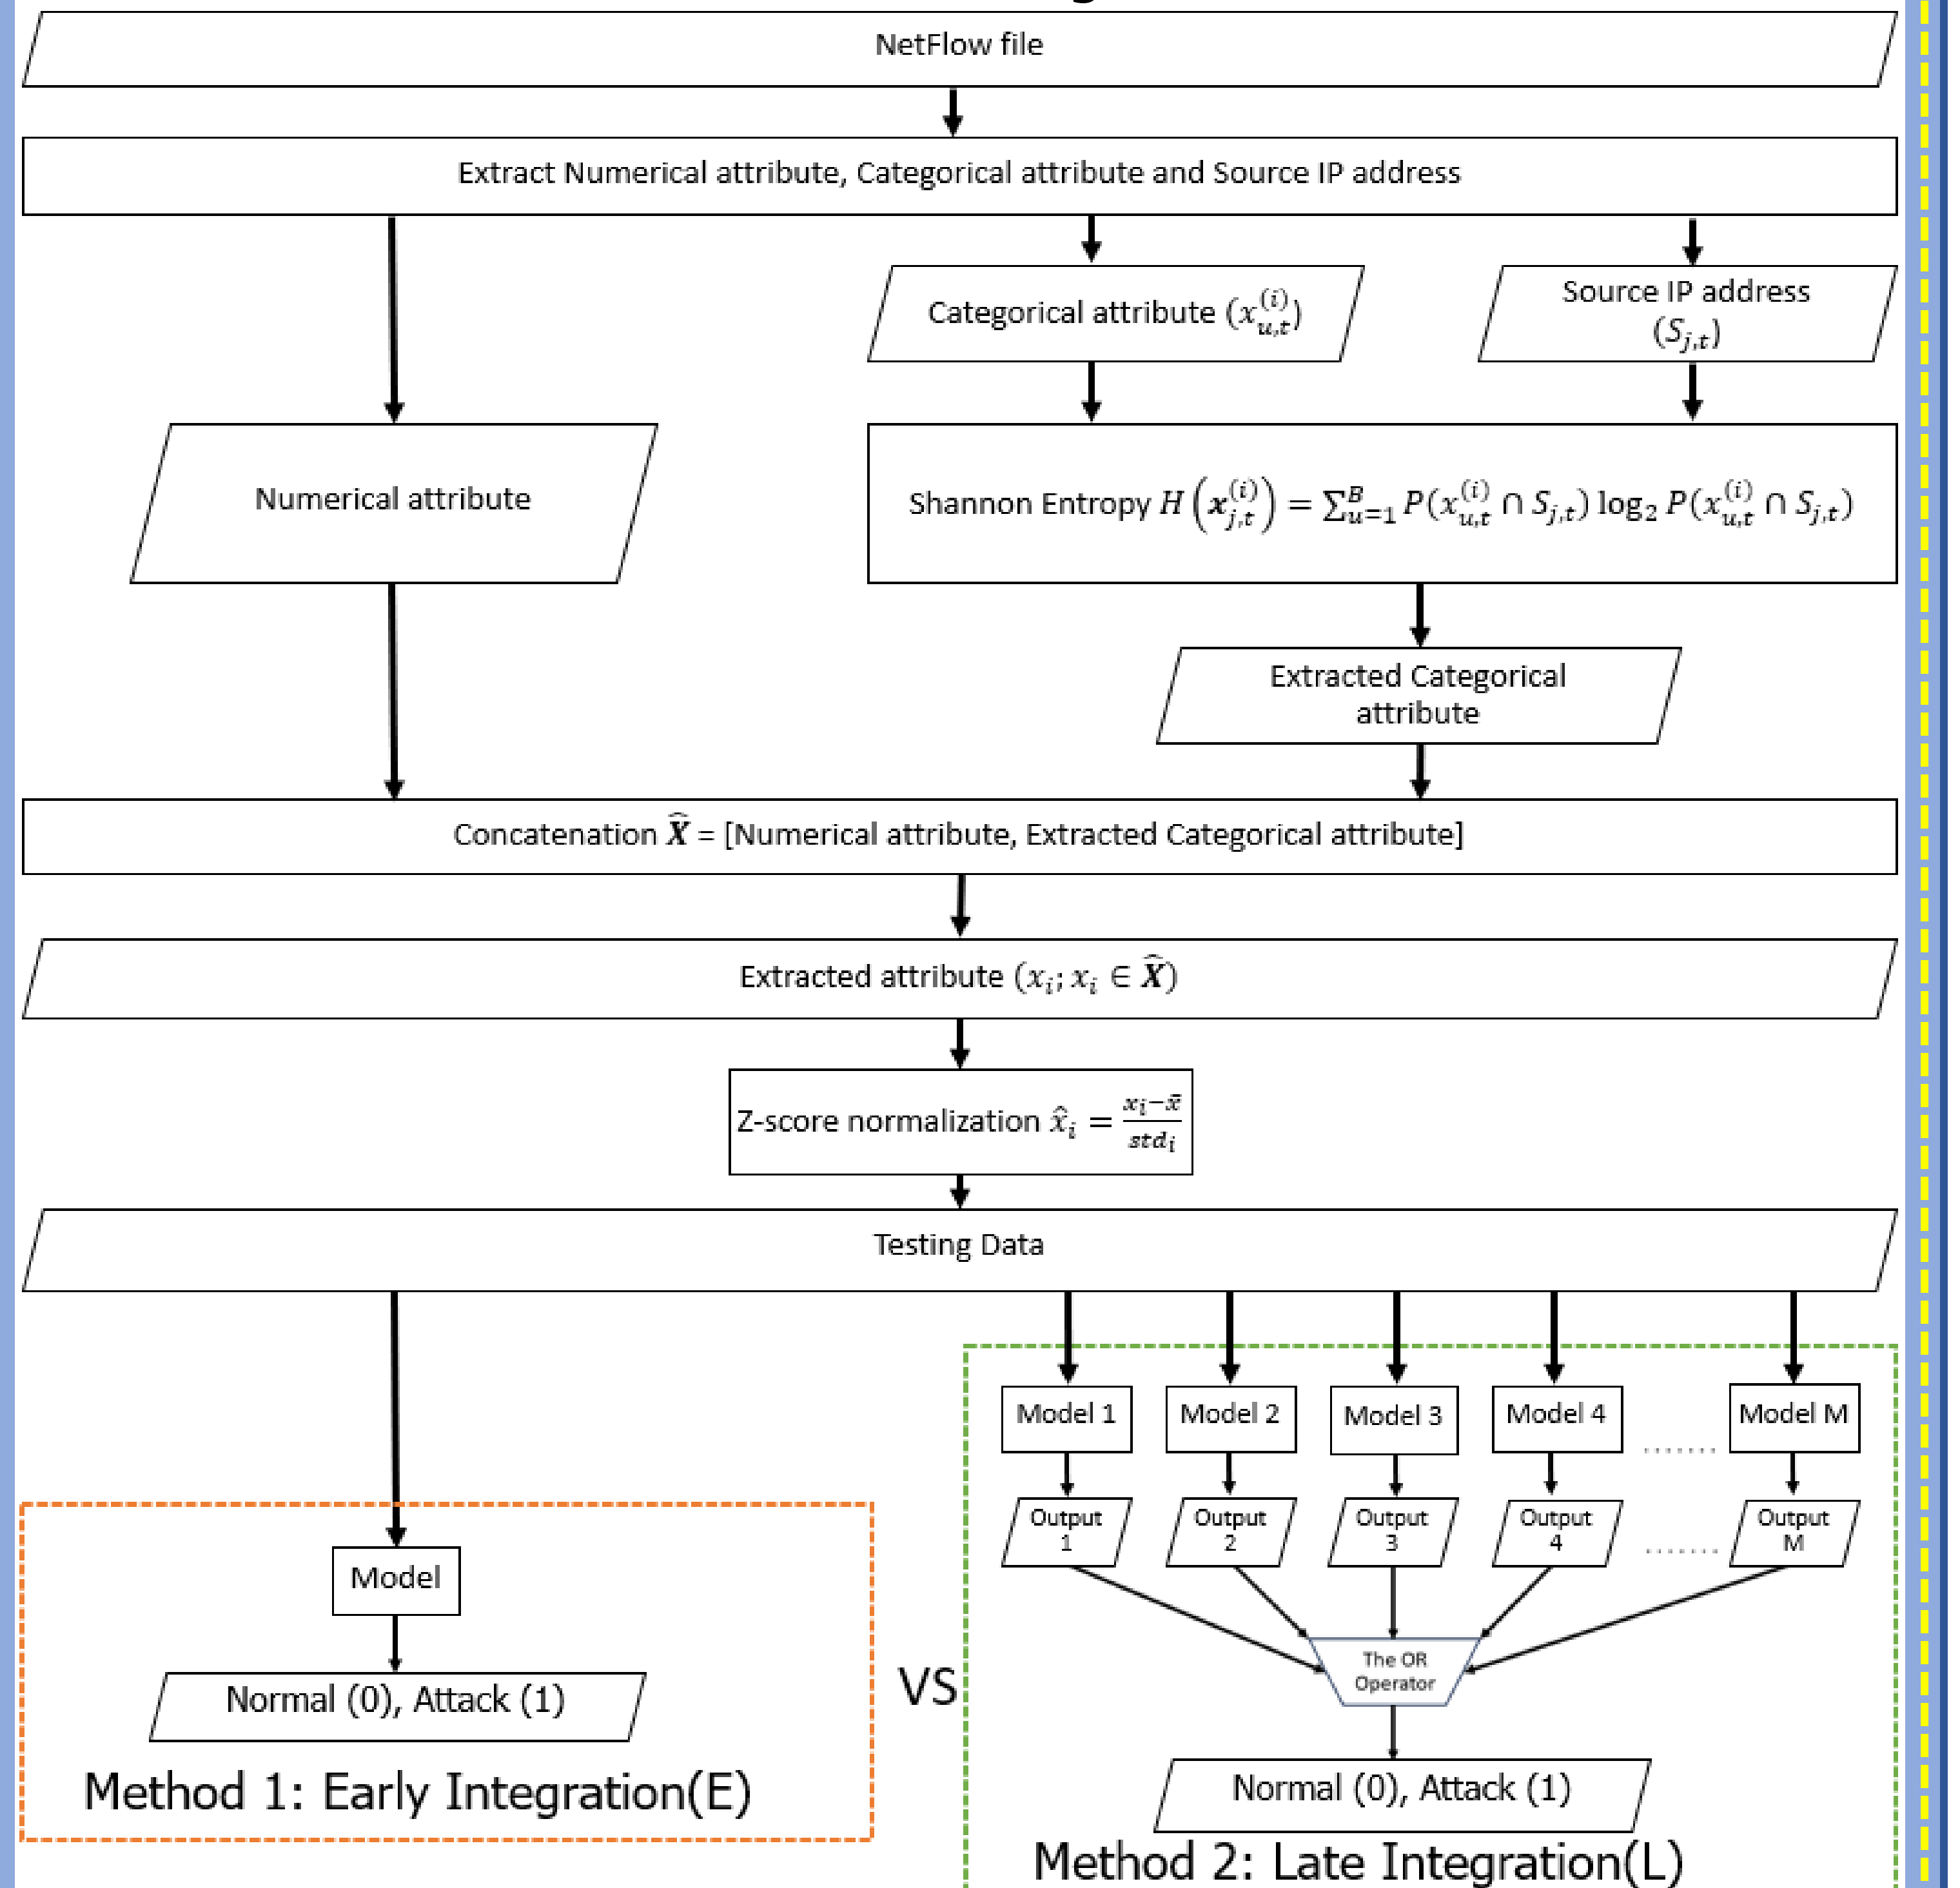 NetFlow file
Extract Numerical attribute, Categorical attribute and Source IP address
Categorical attribute (x_{u,t}^{(i)})
Source IP address
(S_{j,t})
Numerical attribute
Shannon Entropy H(x_{j,t}^{(i)}) = ∑_{u=1}^{B} P(x_{u,t}^{(i)} ∩ S_{j,t}) log₂ P(x_{u,t}^{(i)} ∩ S_{j,t})
Extracted Categorical
attribute
Concatenation X̂ = [Numerical attribute, Extracted Categorical attribute]
Extracted attribute (x_i; x_i ∈ X̂)
Z-score normalization x̂_i = (x_i − x̄) / std_i
Testing Data
Model 1
Model 2
Model 3
Model 4
.......
Model M
Output
1
Output
2
Output
3
Output
4
.......
Output
M
Model
The OR
Operator
Normal (0), Attack (1)
VS
Normal (0), Attack (1)
Method 1: Early Integration(E)
Method 2: Late Integration(L)